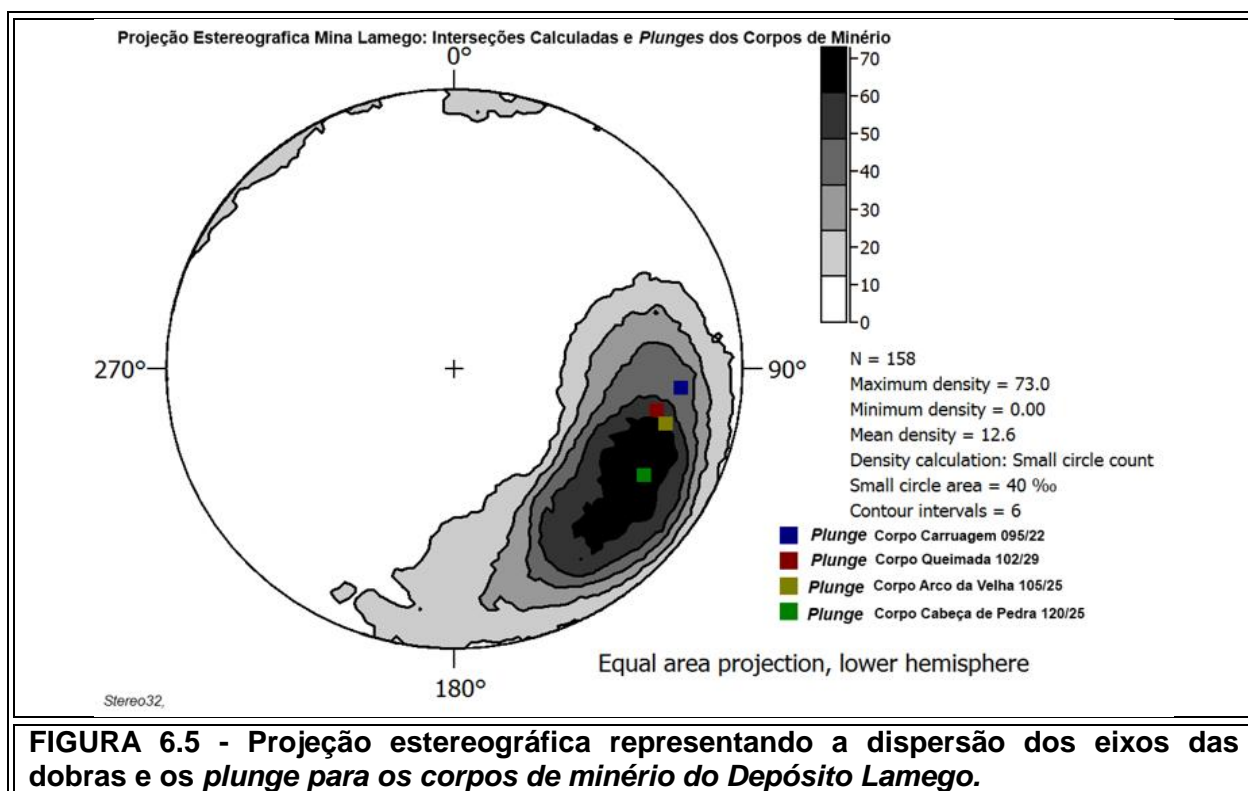 Projeção Estereografica Mina Lamego: Interseções Calculadas e Plunges dos Corpos de Minério
0°
70
60
50
40
30
20
10
0
270°
90°
180°
N = 158
Maximum density = 73.0
Minimum density = 0.00
Mean density = 12.6
Density calculation: Small circle count
Small circle area = 40 ‰
Contour intervals = 6
Plunge Corpo Carruagem 095/22
Plunge Corpo Queimada 102/29
Plunge Corpo Arco da Velha 105/25
Plunge Corpo Cabeça de Pedra 120/25
Equal area projection, lower hemisphere
Stereo32,
FIGURA 6.5 - Projeção estereográfica representando a dispersão dos eixos das
dobras e os plunge para os corpos de minério do Depósito Lamego.